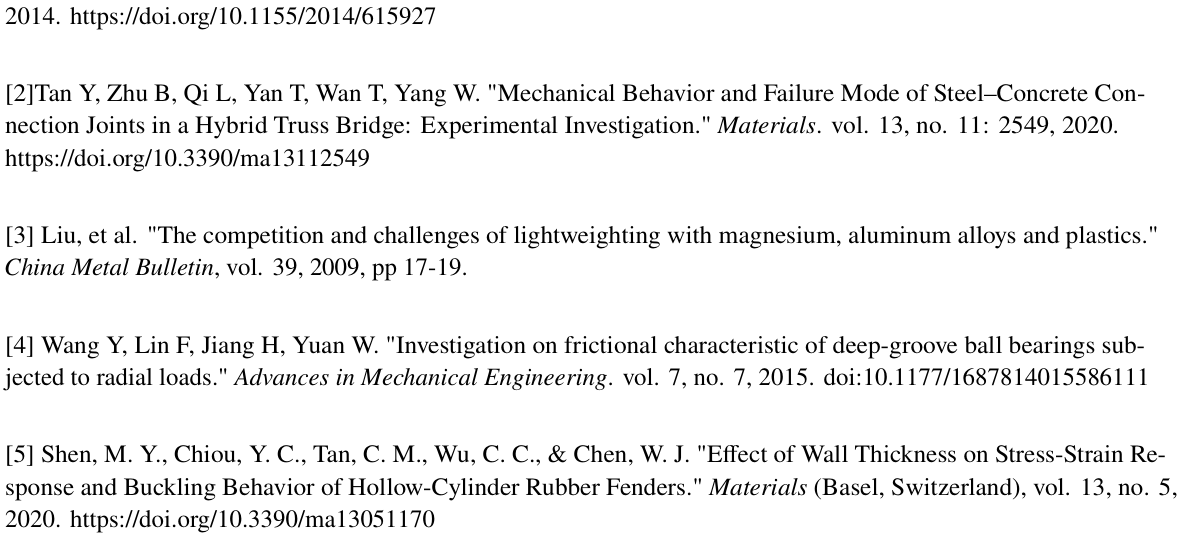 2014. https://doi.org/10.1155/2014/615927
[2]Tan Y, Zhu B, Qi L, Yan T, Wan T, Yang W. "Mechanical Behavior and Failure Mode of Steel–Concrete Con-
nection Joints in a Hybrid Truss Bridge: Experimental Investigation." Materials. vol. 13, no. 11: 2549, 2020.
https://doi.org/10.3390/ma13112549
[3] Liu, et al. "The competition and challenges of lightweighting with magnesium, aluminum alloys and plastics."
China Metal Bulletin, vol. 39, 2009, pp 17-19.
[4] Wang Y, Lin F, Jiang H, Yuan W. "Investigation on frictional characteristic of deep-groove ball bearings sub-
jected to radial loads." Advances in Mechanical Engineering. vol. 7, no. 7, 2015. doi:10.1177/1687814015586111
[5] Shen, M. Y., Chiou, Y. C., Tan, C. M., Wu, C. C., & Chen, W. J. "Effect of Wall Thickness on Stress-Strain Re-
sponse and Buckling Behavior of Hollow-Cylinder Rubber Fenders." Materials (Basel, Switzerland), vol. 13, no. 5,
2020. https://doi.org/10.3390/ma13051170